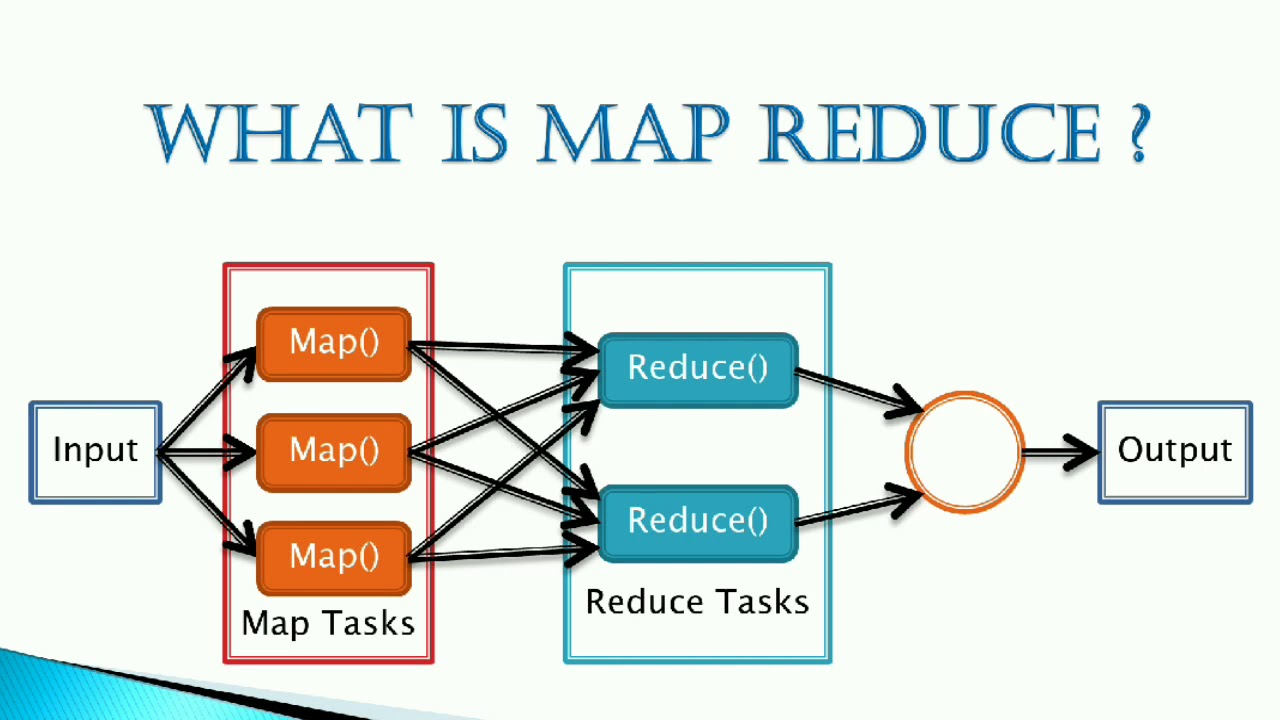 WHAT IS MAP REDUCE ?
Input
Map()
Map()
Map()
Map Tasks
Reduce()
Reduce()
Reduce Tasks
Output